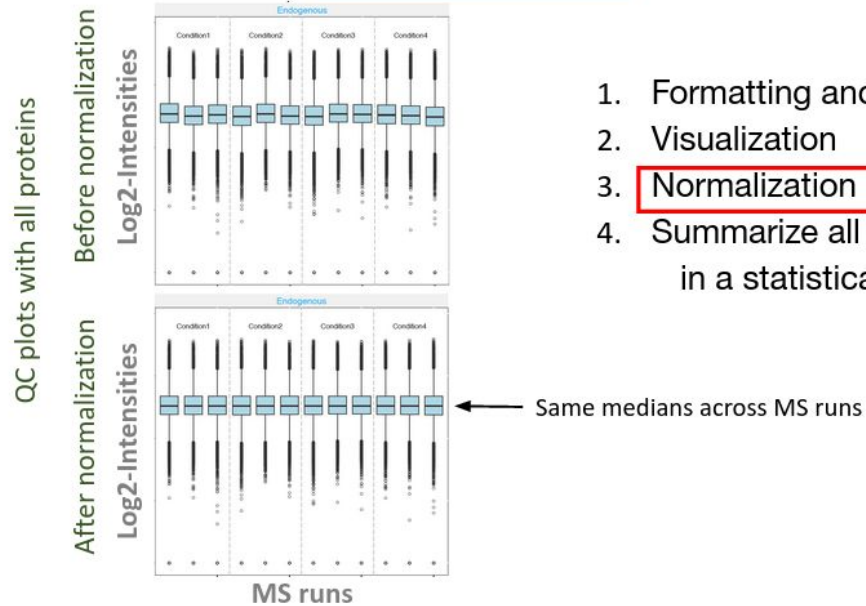 QC plots with all proteins
Before normalization
Log2-Intensities
Endogenous
Condition1 Condition2 Condition3 Condition4
After normalization
Log2-Intensities
Endogenous
Condition1 Condition2 Condition3 Condition4
MS runs
1. Formatting and
2. Visualization
3. Normalization
4. Summarize all
in a statistica
Same medians across MS runs